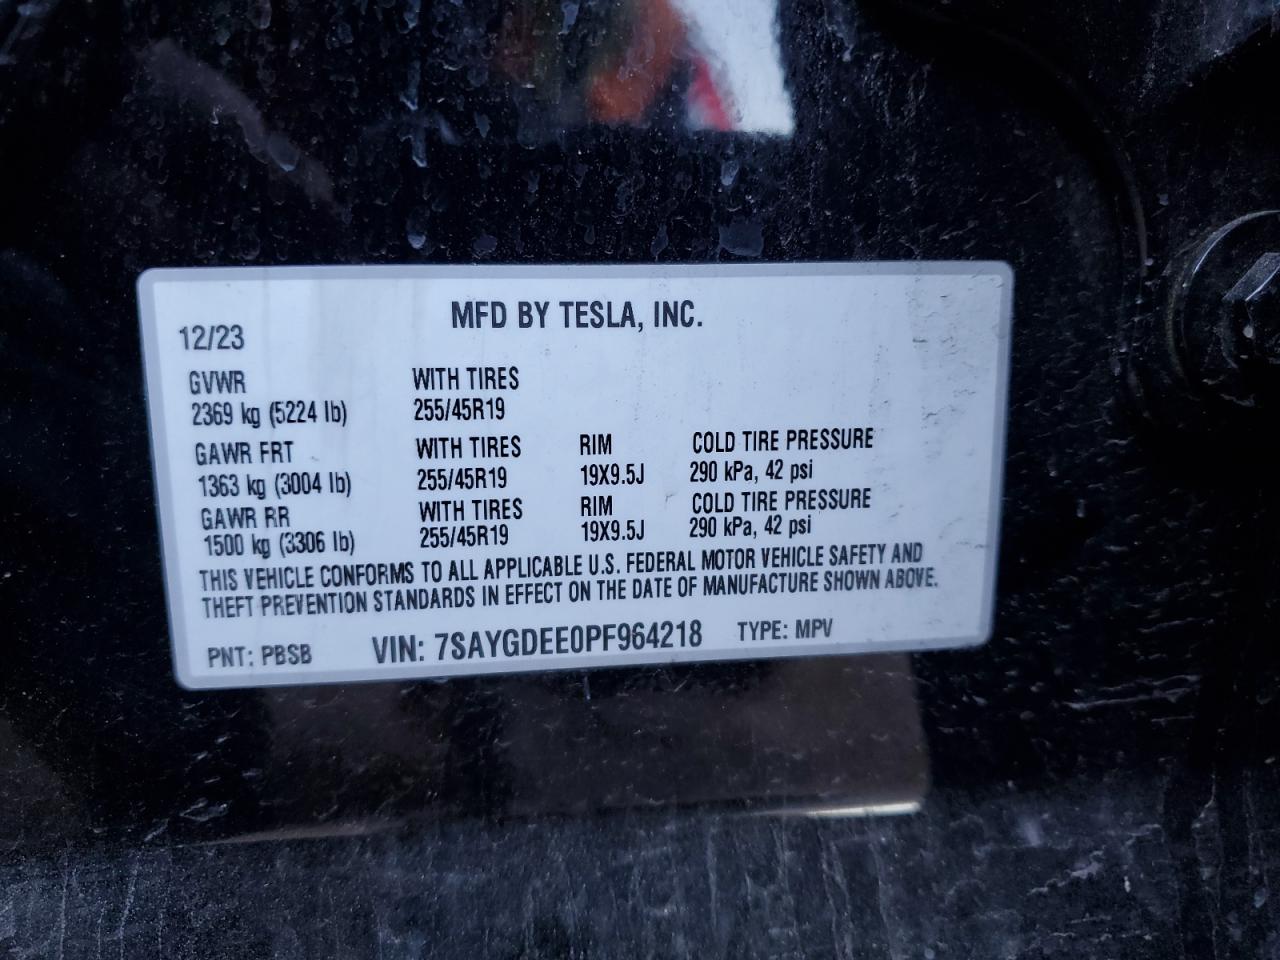 MFD BY TESLA, INC.
12/23
GVWR WITH TIRES
2369 kg (5224 lb) 255/45R19
GAWR FRT WITH TIRES RIM COLD TIRE PRESSURE
1363 kg (3004 lb) 255/45R19 19X9.5J 290 kPa, 42 psi
GAWR RR WITH TIRES RIM COLD TIRE PRESSURE
1500 kg (3306 lb) 255/45R19 19X9.5J 290 kPa, 42 psi
THIS VEHICLE CONFORMS TO ALL APPLICABLE U.S. FEDERAL MOTOR VEHICLE SAFETY AND
THEFT PREVENTION STANDARDS IN EFFECT ON THE DATE OF MANUFACTURE SHOWN ABOVE.
PNT: PBSB VIN: 7SAYGDEE0PF964218 TYPE: MPV